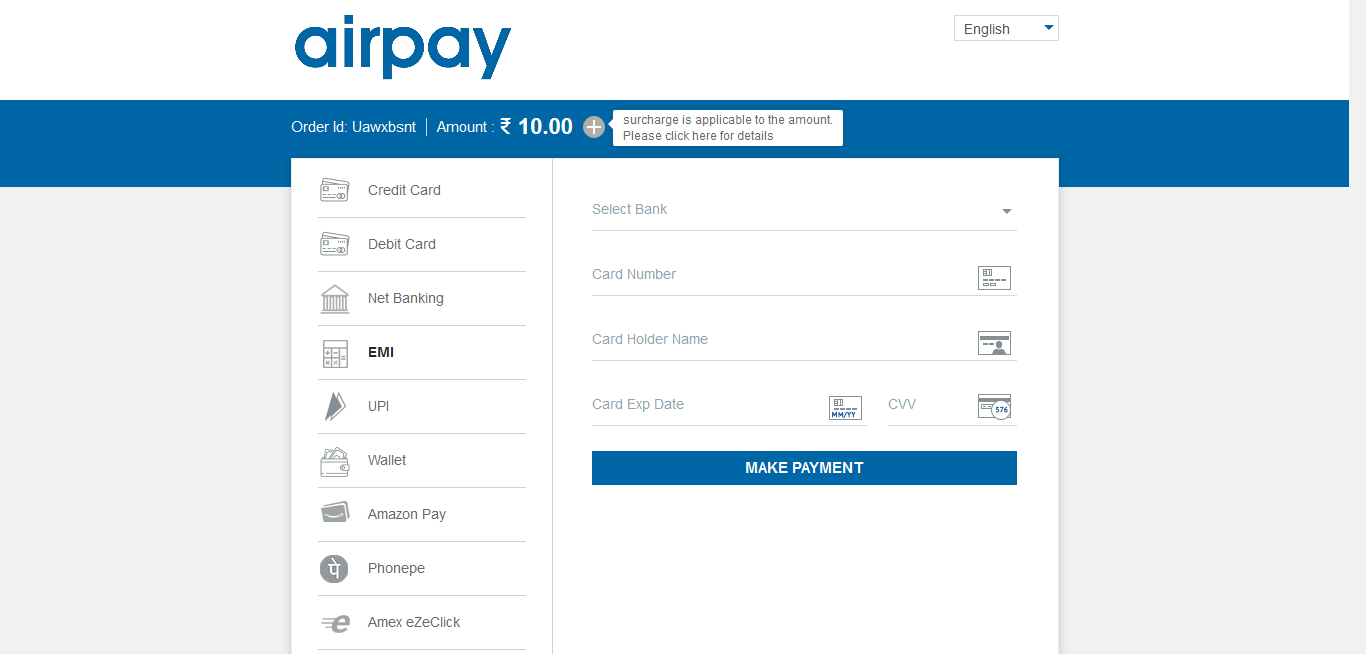 airpay
English
Order Id: Uawxbsnt
Amount : ₹ 10.00
surcharge is applicable to the amount.
Please click here for details
Credit Card
Debit Card
Net Banking
EMI
UPI
Wallet
Amazon Pay
पे
Phonepe
e
Amex eZeClick
Select Bank
Card Number
Card Holder Name
Card Exp Date
MM/YY
CVV
576
MAKE PAYMENT